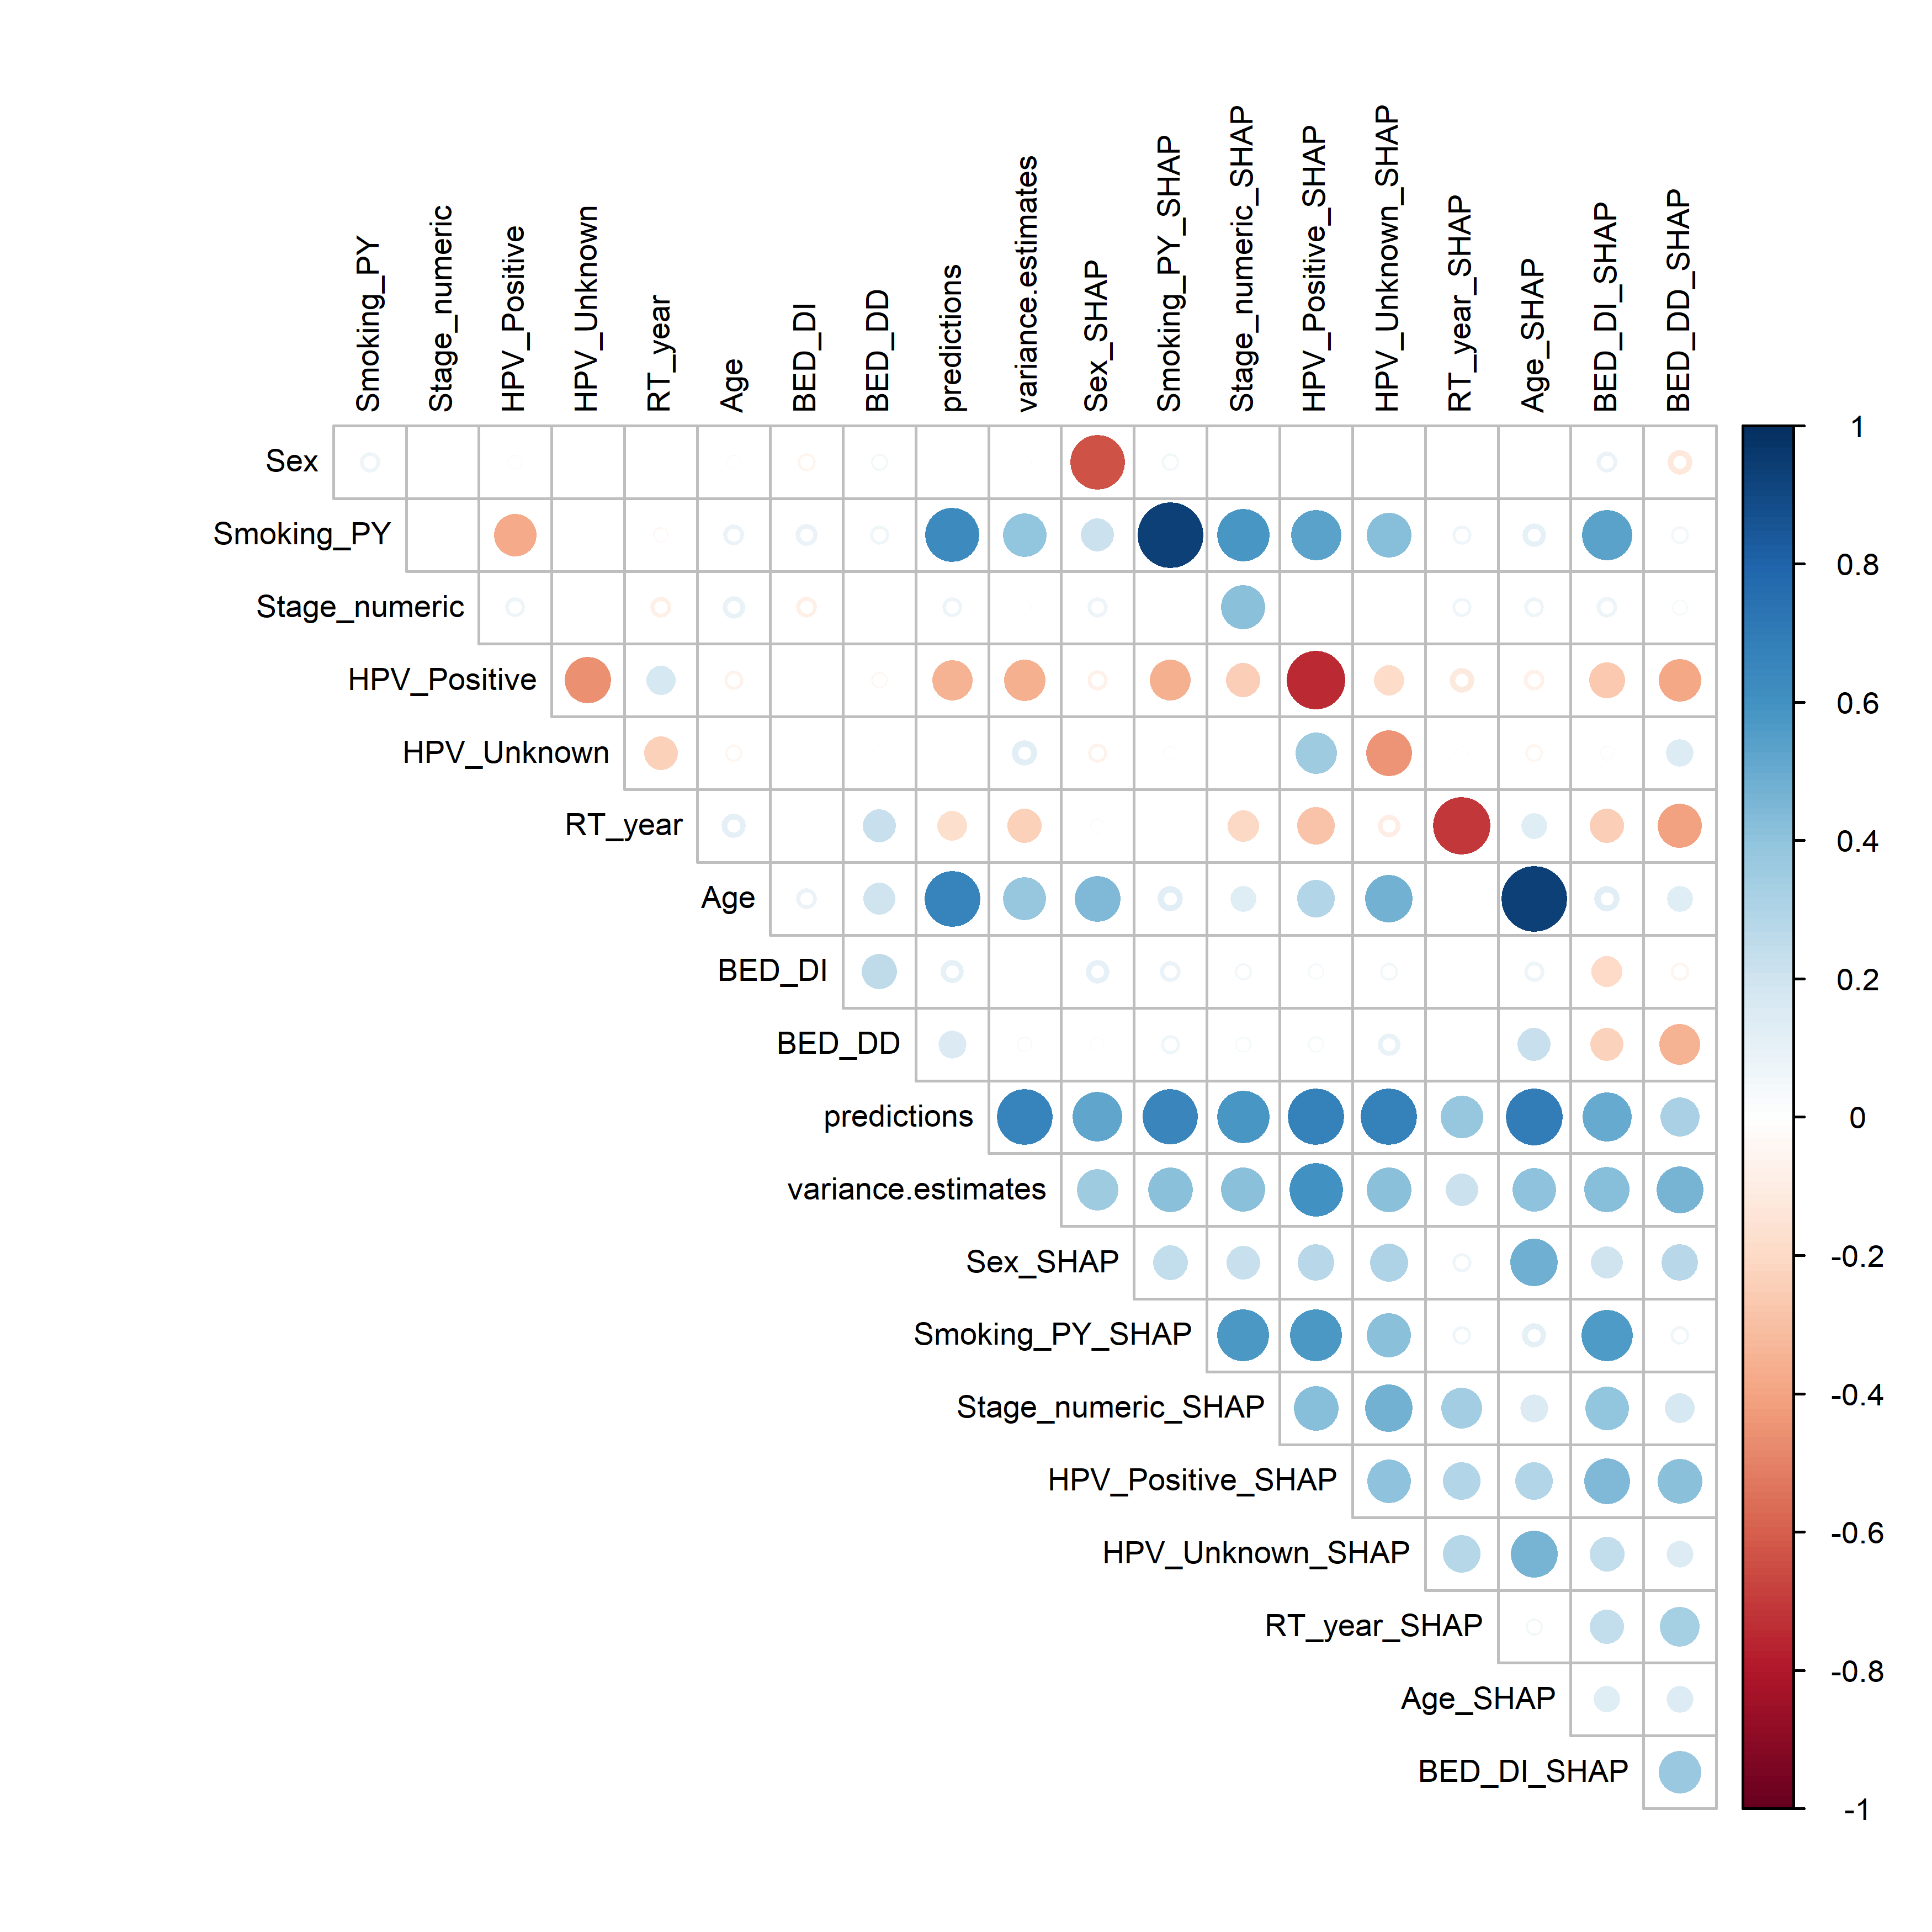 Smoking_PY
Stage_numeric
HPV_Positive
HPV_Unknown
RT_year
Age
BED_DI
BED_DD
predictions
variance.estimates
Sex_SHAP
Smoking_PY_SHAP
Stage_numeric_SHAP
HPV_Positive_SHAP
HPV_Unknown_SHAP
RT_year_SHAP
Age_SHAP
BED_DI_SHAP
BED_DD_SHAP
Sex
Smoking_PY
Stage_numeric
HPV_Positive
HPV_Unknown
RT_year
Age
BED_DI
BED_DD
predictions
variance.estimates
Sex_SHAP
Smoking_PY_SHAP
Stage_numeric_SHAP
HPV_Positive_SHAP
HPV_Unknown_SHAP
RT_year_SHAP
Age_SHAP
BED_DI_SHAP
1
0.8
0.6
0.4
0.2
0
-0.2
-0.4
-0.6
-0.8
-1